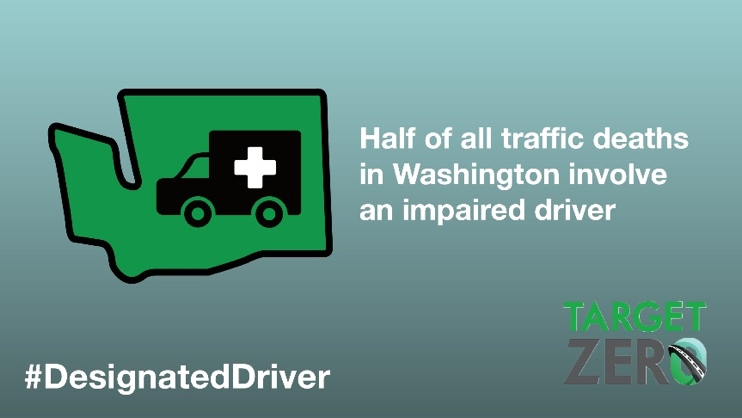 Half of all traffic deaths
in Washington involve
an impaired driver
TARGET
ZERO
#DesignatedDriver